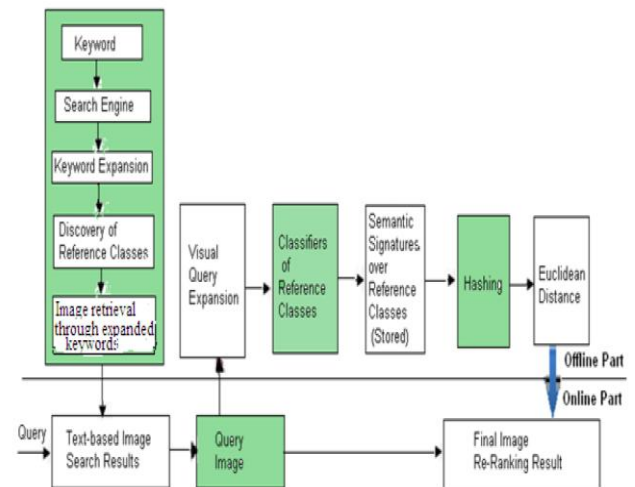 Keyword
Search Engine
Keyword Expansion
Discovery of
Reference Classes
Image retrieval
through expanded
keywords
Visual
Query
Expansion
Classifiers
of
Reference
Classes
Semantic
Signatures
over
Reference
Classes
(Stored)
Hashing
Euclidean
Distance
Offline Part
Online Part
Query
Text-based Image
Search Results
Query
Image
Final Image
Re-Ranking Result